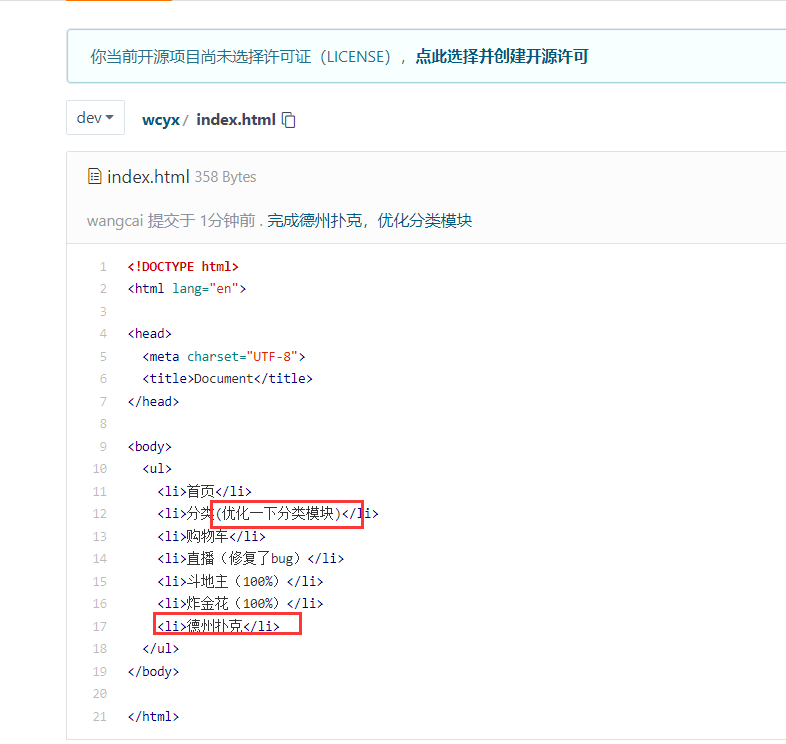 你当前开源项目尚未选择许可证（LICENSE），点此选择并创建开源许可
dev wcyx / index.html
index.html 358 Bytes
wangcai 提交于 1分钟前 . 完成德州扑克，优化分类模块
1 <!DOCTYPE html>
2 <html lang="en">
3
4 <head>
5 <meta charset="UTF-8">
6 <title>Document</title>
7 </head>
8
9 <body>
10 <ul>
11 <li>首页</li>
12 <li>分类(优化一下分类模块)</li>
13 <li>购物车</li>
14 <li>直播（修复了bug）</li>
15 <li>斗地主（100%）</li>
16 <li>炸金花（100%）</li>
17 <li>德州扑克</li>
18 </ul>
19 </body>
20
21 </html>